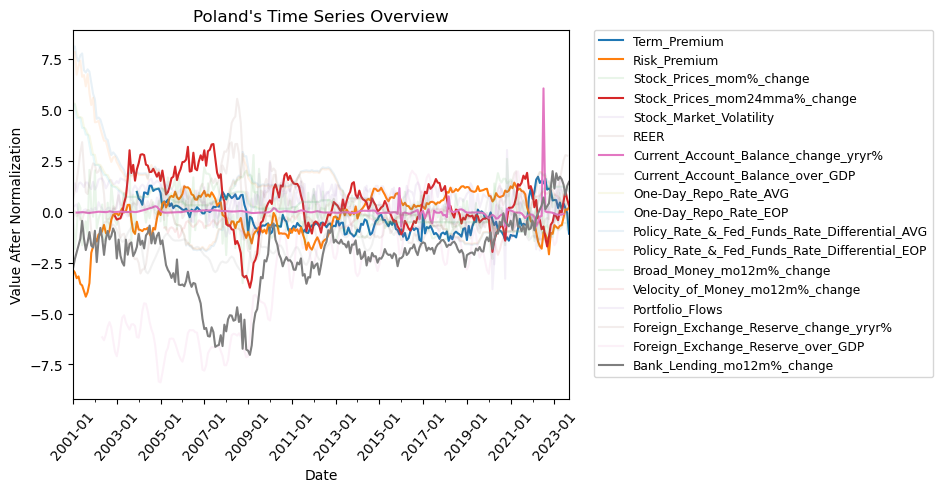 Poland's Time Series Overview
Value After Normalization
7.5
5.0
2.5
0.0
−2.5
−5.0
−7.5
2001-01
2003-01
2005-01
2007-01
2009-01
2011-01
2013-01
2015-01
2017-01
2019-01
2021-01
2023-01
Date
Term_Premium
Risk_Premium
Stock_Prices_mom%_change
Stock_Prices_mom24mma%_change
Stock_Market_Volatility
REER
Current_Account_Balance_change_yryr%
Current_Account_Balance_over_GDP
One-Day_Repo_Rate_AVG
One-Day_Repo_Rate_EOP
Policy_Rate_&_Fed_Funds_Rate_Differential_AVG
Policy_Rate_&_Fed_Funds_Rate_Differential_EOP
Broad_Money_mo12m%_change
Velocity_of_Money_mo12m%_change
Portfolio_Flows
Foreign_Exchange_Reserve_change_yryr%
Foreign_Exchange_Reserve_over_GDP
Bank_Lending_mo12m%_change